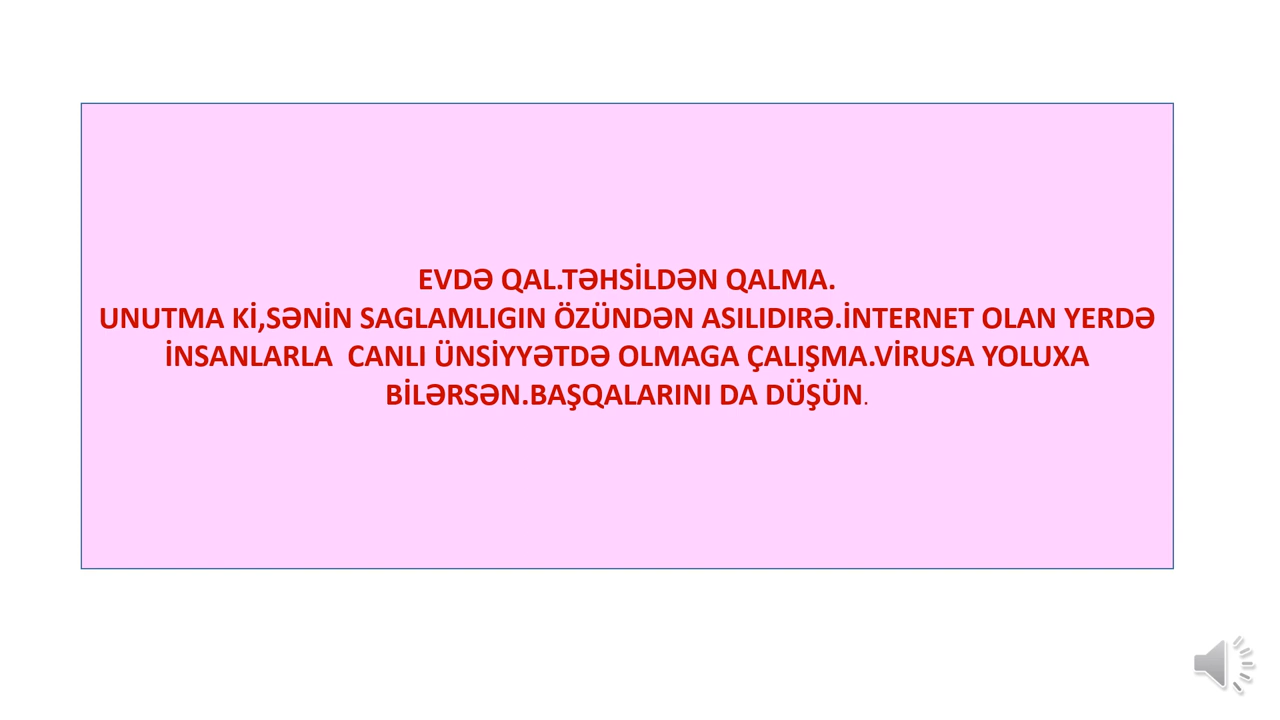 EVDƏ QAL.TƏHSİLDƏN QALMA.
UNUTMA Kİ,SƏNİN SAGLAMLIGIN ÖZÜNDƏN ASILIDIRƏ.İNTERNET OLAN YERDƏ
İNSANLARLA  CANLI ÜNSİYYƏTDƏ OLMAGA ÇALIŞMA.VİRUSA YOLUXA
BİLƏRSƏN.BAŞQALARINI DA DÜŞÜN.